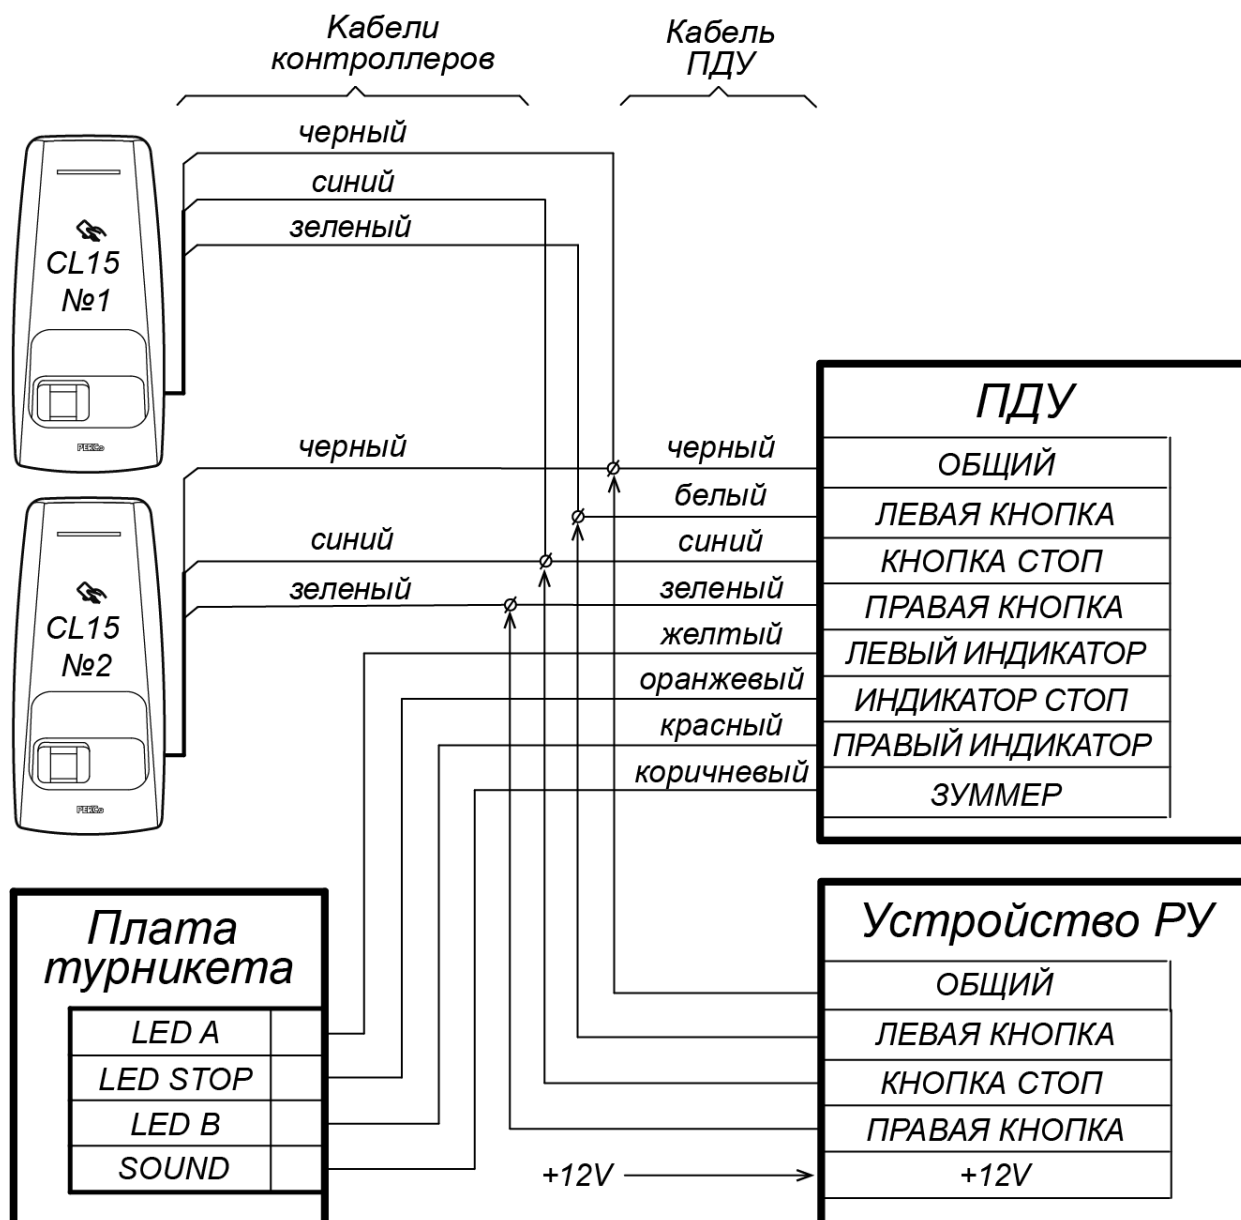 Кабели
контроллеров
Кабель
ПДУ
черный
синий
зеленый
CL15
№1
PERCo
черный
синий
зеленый
CL15
№2
PERCo
черный
белый
синий
зеленый
желтый
оранжевый
красный
коричневый
ПДУ
ОБЩИЙ
ЛЕВАЯ КНОПКА
КНОПКА СТОП
ПРАВАЯ КНОПКА
ЛЕВЫЙ ИНДИКАТОР
ИНДИКАТОР СТОП
ПРАВЫЙ ИНДИКАТОР
ЗУММЕР
Плата
турникета
LED A
LED STOP
LED B
SOUND
Устройство РУ
ОБЩИЙ
ЛЕВАЯ КНОПКА
КНОПКА СТОП
ПРАВАЯ КНОПКА
+12V
+12V